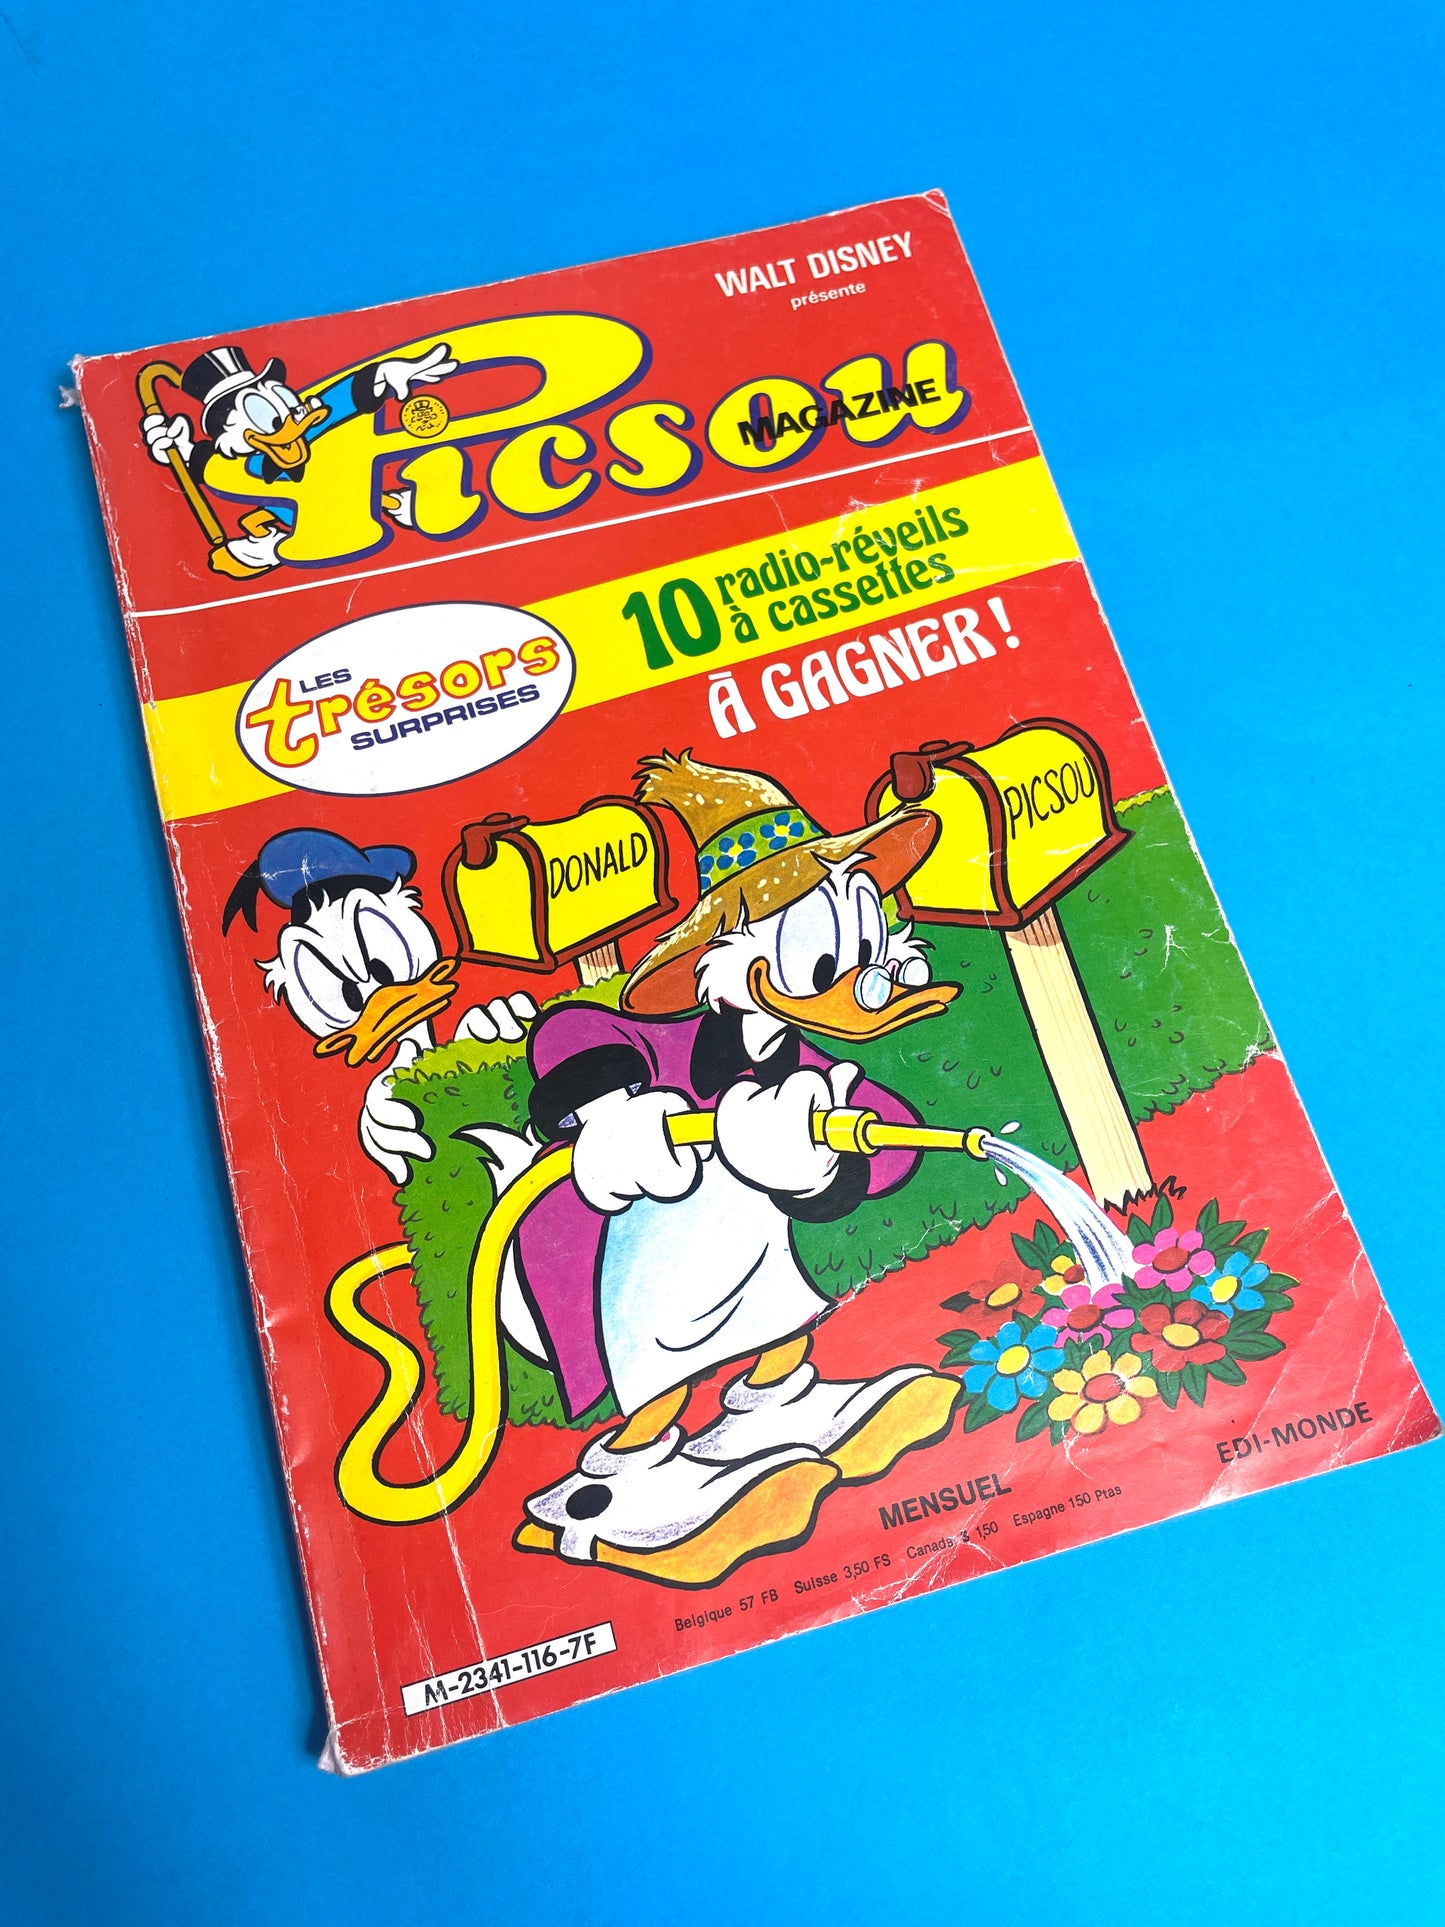 WALT DISNEY
présente
Picsou
MAGAZINE
10 radio-réveils
à cassettes
À GAGNER !
LES
trésors
SURPRISES
DONALD
PICSOU
MENSUEL
EDI-MONDE
Belgique 57 FB Suisse 3,50 FS Canada $ 1,50 Espagne 150 Ptas
M-2341-116-7F